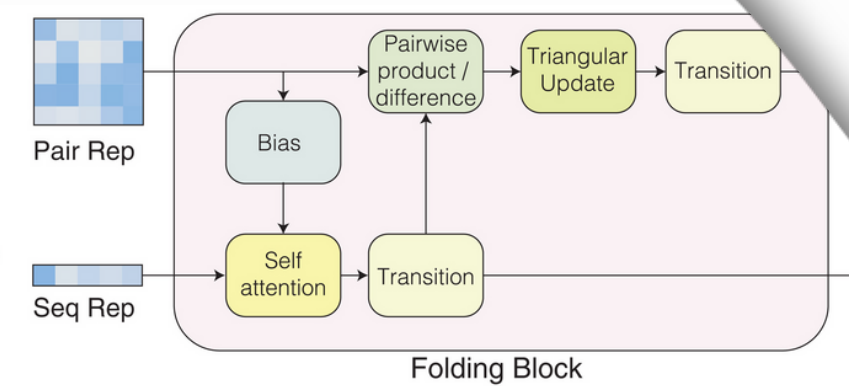 Pair Rep
Seq Rep
Bias
Self
attention
Pairwise
product /
difference
Transition
Triangular
Update
Transition
Folding Block